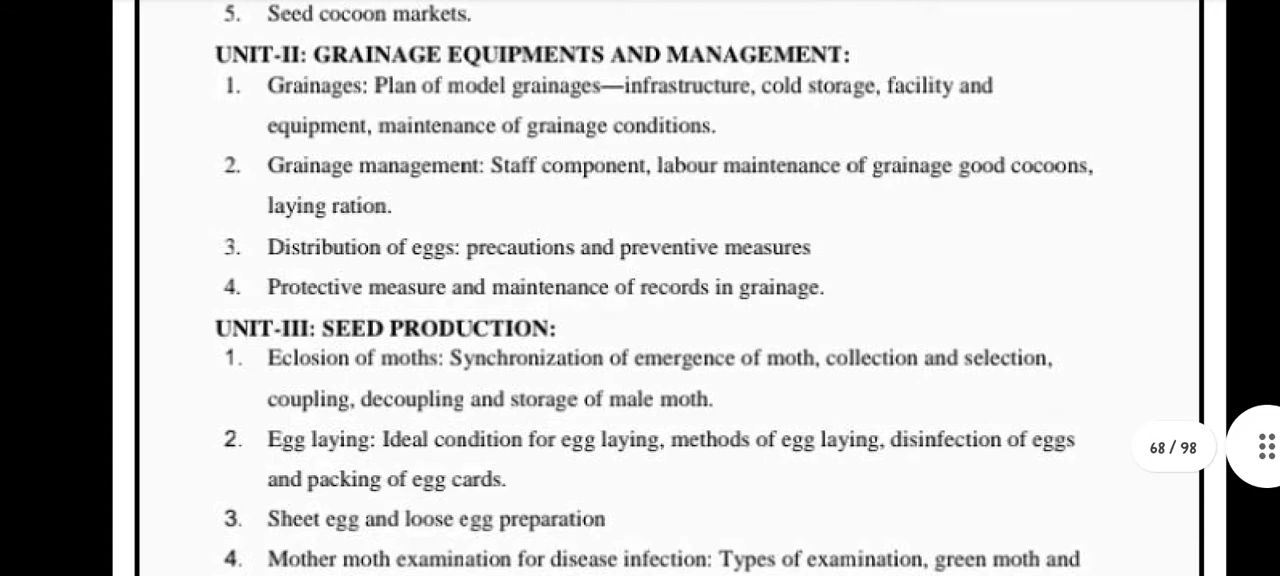 5. Seed cocoon markets.
UNIT-II: GRAINAGE EQUIPMENTS AND MANAGEMENT:
1. Grainages: Plan of model grainages—infrastructure, cold storage, facility and
equipment, maintenance of grainage conditions.
2. Grainage management: Staff component, labour maintenance of grainage good cocoons,
laying ration.
3. Distribution of eggs: precautions and preventive measures
4. Protective measure and maintenance of records in grainage.
UNIT-III: SEED PRODUCTION:
1. Eclosion of moths: Synchronization of emergence of moth, collection and selection,
coupling, decoupling and storage of male moth.
2. Egg laying: Ideal condition for egg laying, methods of egg laying, disinfection of eggs
68 / 98
and packing of egg cards.
3. Sheet egg and loose egg preparation
4. Mother moth examination for disease infection: Types of examination, green moth and